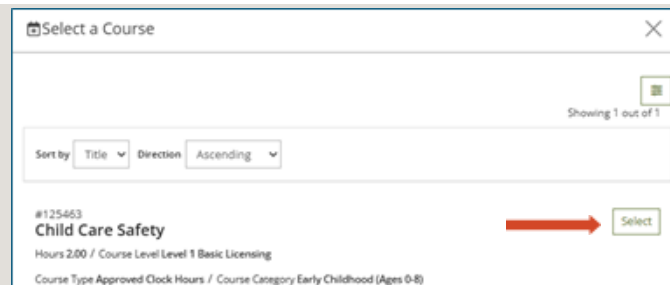 Select a Course
Showing 1 out of 1
Sort by Title Direction Ascending
#125463
Child Care Safety
Select
Hours 2.00 / Course Level Level 1 Basic Licensing
Course Type Approved Clock Hours / Course Category Early Childhood (Ages 0-8)